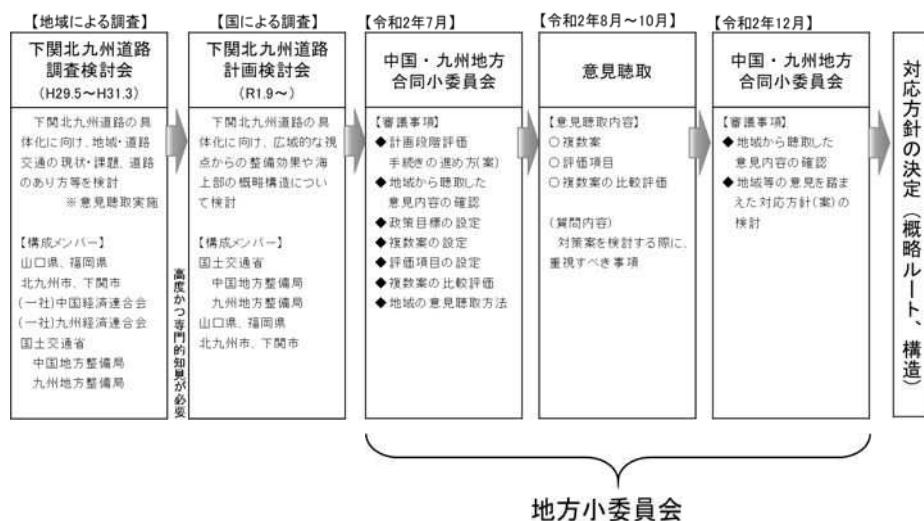 【地域による調査】
下関北九州道路
調査検討会
(H29.5～H31.3)
下関北九州道路の具
体化に向け、地域・道路
交通の現状・課題、道路
のあり方等を検討
※意見聴取実施
【構成メンバー】
山口県、福岡県
北九州市、下関市
(一社)中国経済連合会
(一社)九州経済連合会
国土交通省
中国地方整備局
九州地方整備局
高度かつ専門的知見が必要
【国による調査】
下関北九州道路
計画検討会
(R1.9～)
下関北九州道路の具
体化に向け、広域的な視
点からの整備効果や海
上部の概略構造につい
て検討
【構成メンバー】
国土交通省
中国地方整備局
九州地方整備局
山口県、福岡県
北九州市、下関市
【令和2年7月】
中国・九州地方
合同小委員会
【審議事項】
◆計画段階評価
手続きの進め方(案)
◆地域から聴取した
意見内容の確認
◆政策目標の設定
◆複数案の設定
◆評価項目の設定
◆複数案の比較評価
◆地域の意見聴取方法
【令和2年8月～10月】
意見聴取
【意見聴取内容】
○複数案
○評価項目
○複数案の比較評価
(質問内容)
対策案を検討する際に、
重視すべき事項
【令和2年12月】
中国・九州地方
合同小委員会
【審議事項】
◆地域から聴取した
意見内容の確認
◆地域等の意見を踏ま
えた対応方針(案)の
検討
対応方針の決定（概略ルート、構造）
地方小委員会